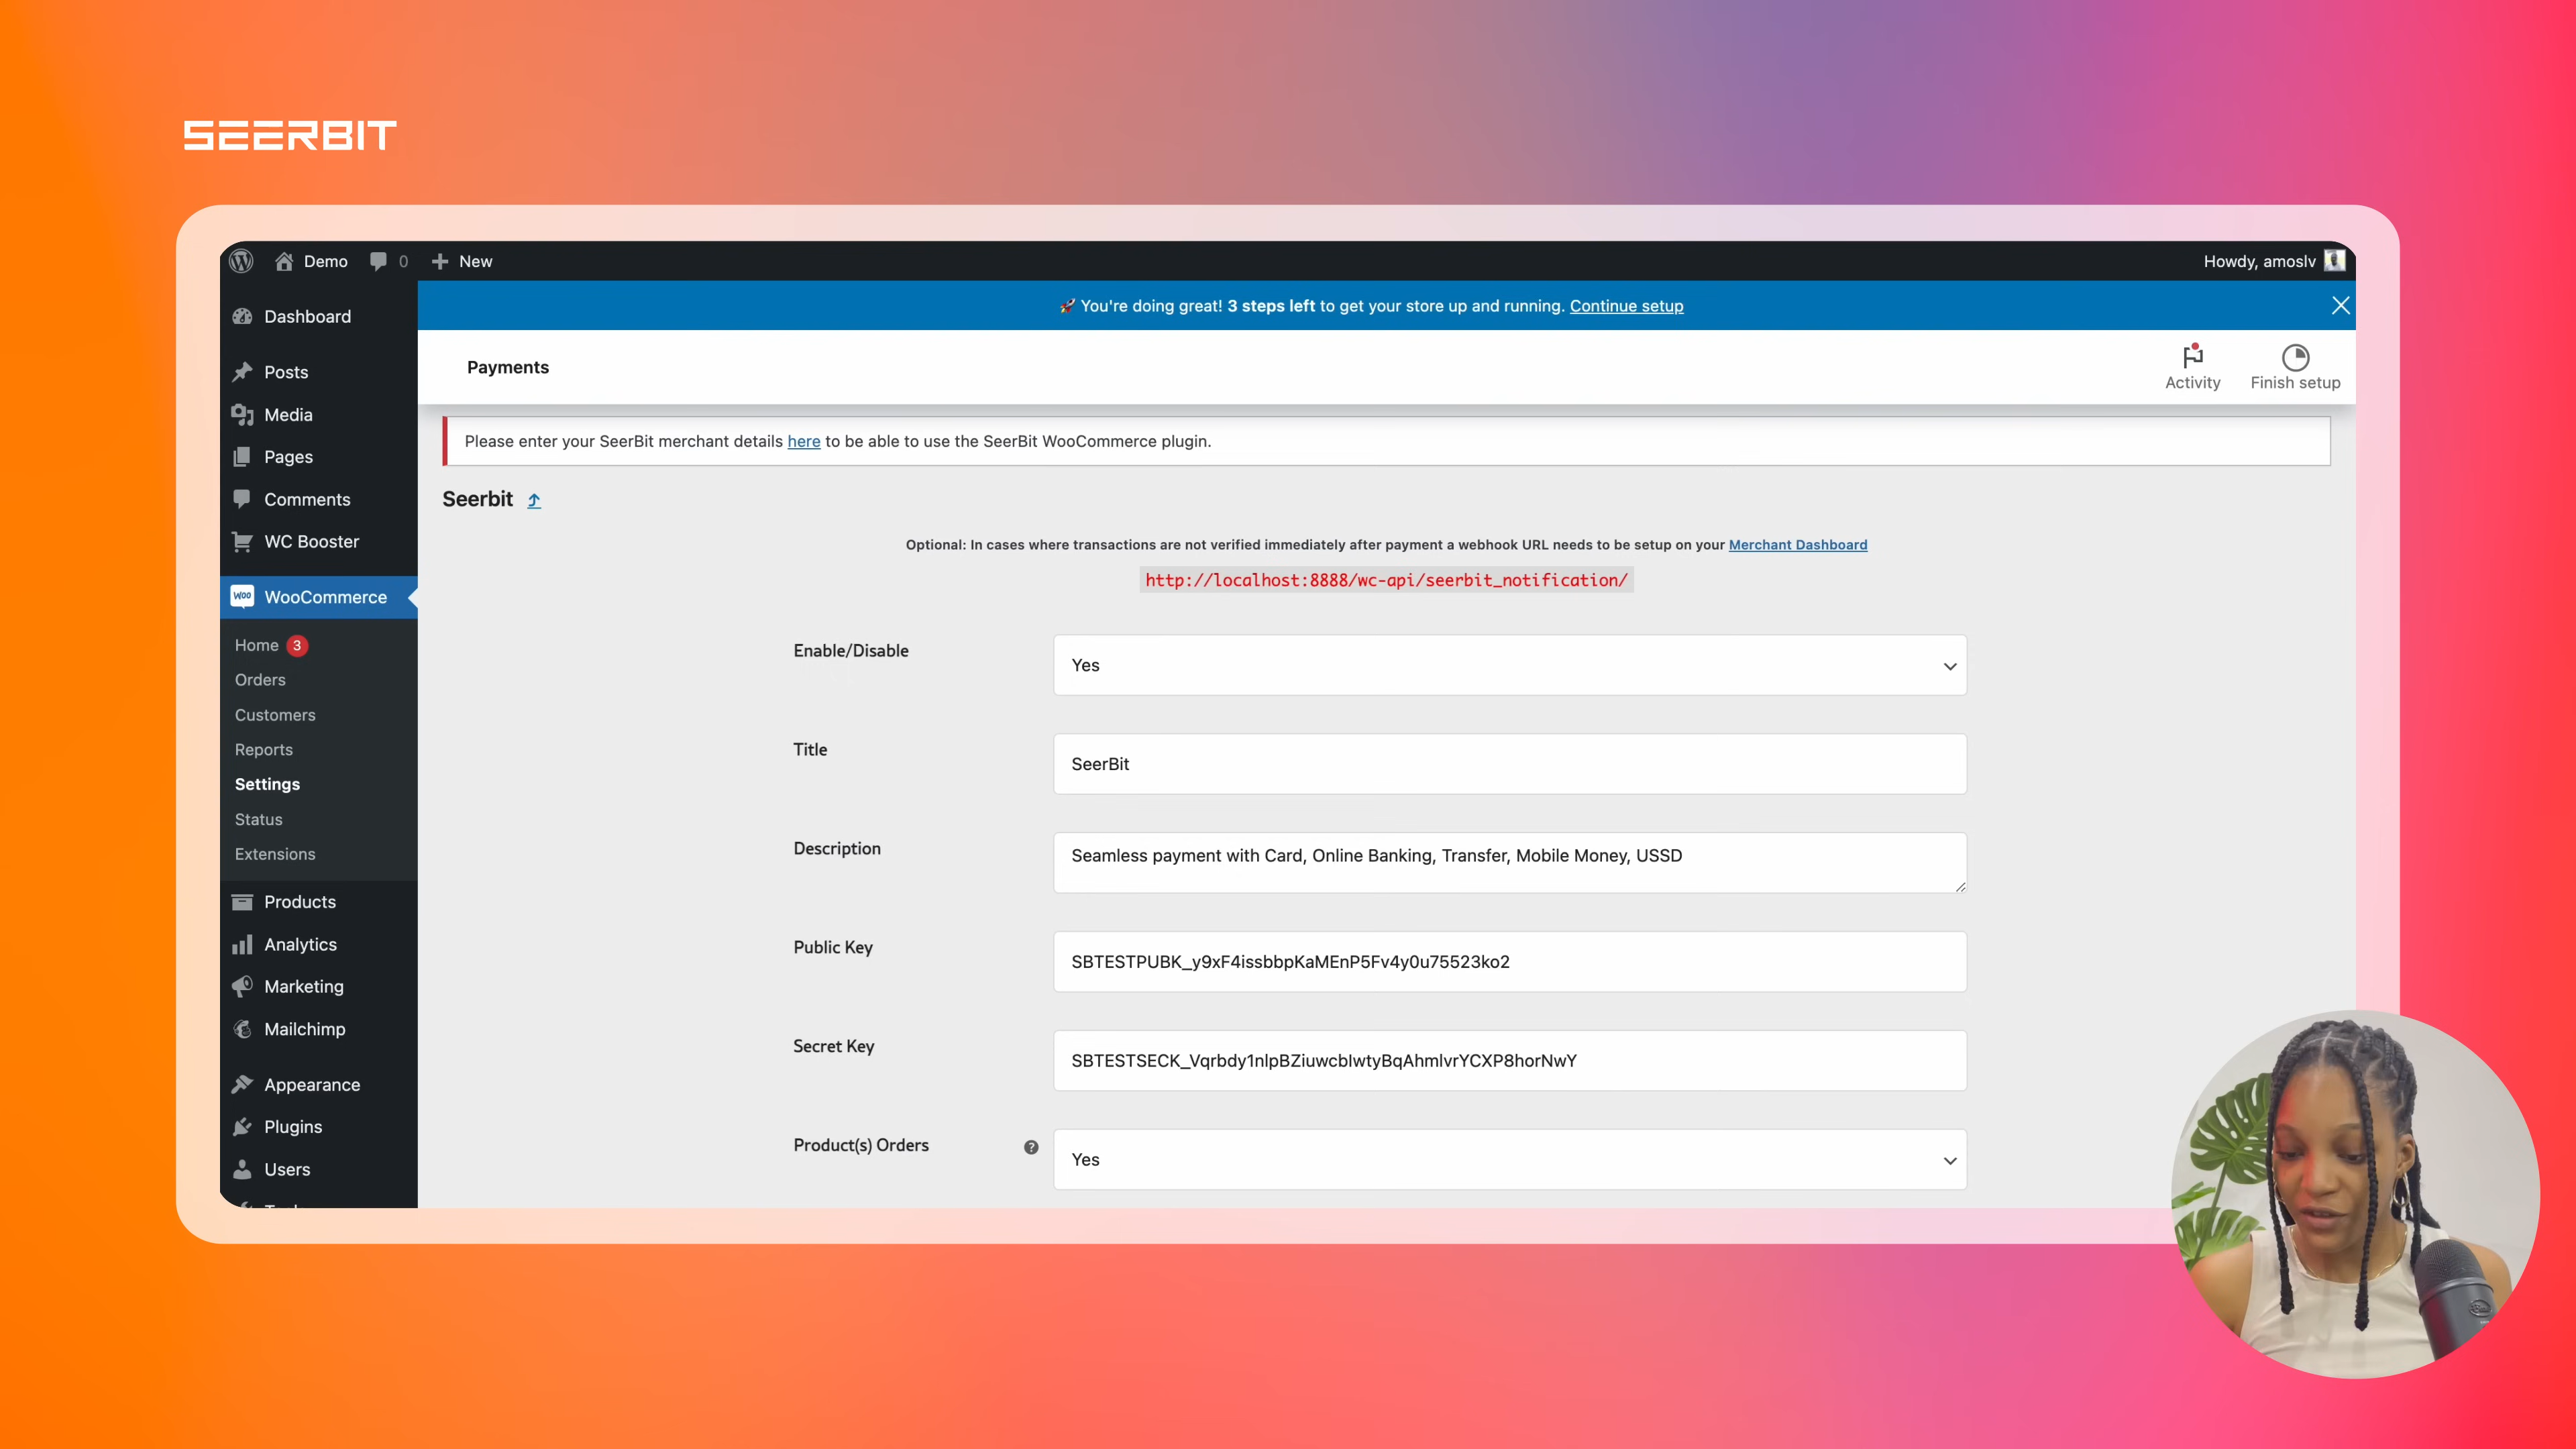 SEERBIT
Demo 0 New Howdy, amoslv
🚀 You're doing great! 3 steps left to get your store up and running. Continue setup
Dashboard
Posts
Media
Pages
Comments
WC Booster
Woo WooCommerce
Home 3
Orders
Customers
Reports
Settings
Status
Extensions
Products
Analytics
Marketing
Mailchimp
Appearance
Plugins
Users
Payments
Activity
Finish setup
Please enter your SeerBit merchant details here to be able to use the SeerBit WooCommerce plugin.
Seerbit
Optional: In cases where transactions are not verified immediately after payment a webhook URL needs to be setup on your Merchant Dashboard
http://localhost:8888/wc-api/seerbit_notification/
Enable/Disable Yes
Title SeerBit
Description Seamless payment with Card, Online Banking, Transfer, Mobile Money, USSD
Public Key SBTESTPUBK_y9xF4issbbpKaMEnP5Fv4y0u75523ko2
Secret Key
Product(s) Orders ? Yes